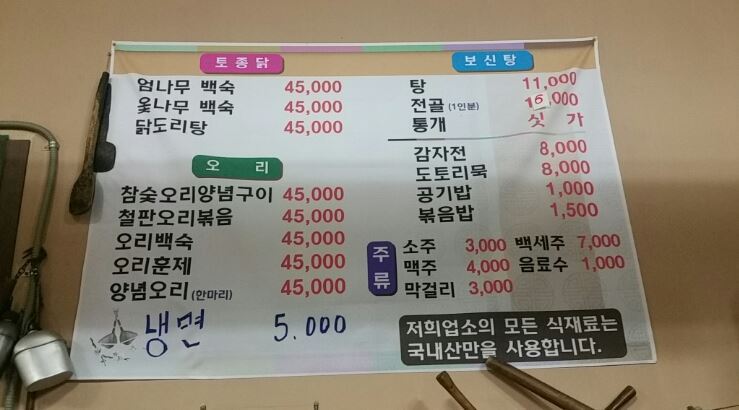 토종닭
엄나무 백숙 45,000
옻나무 백숙 45,000
닭도리탕 45,000
오 리
참숯오리양념구이 45,000
철판오리볶음 45,000
오리백숙 45,000
오리훈제 45,000
양념오리 (한마리) 45,000
냉면 5.000
보신탕
탕 11,000
전골 (1인분) 16,000
통개 싯 가
감자전 8,000
도토리묵 8,000
공기밥 1,000
볶음밥 1,500
주류
소주 3,000 백세주 7,000
맥주 4,000 음료수 1,000
막걸리 3,000
저희업소의 모든 식재료는
국내산만을 사용합니다.